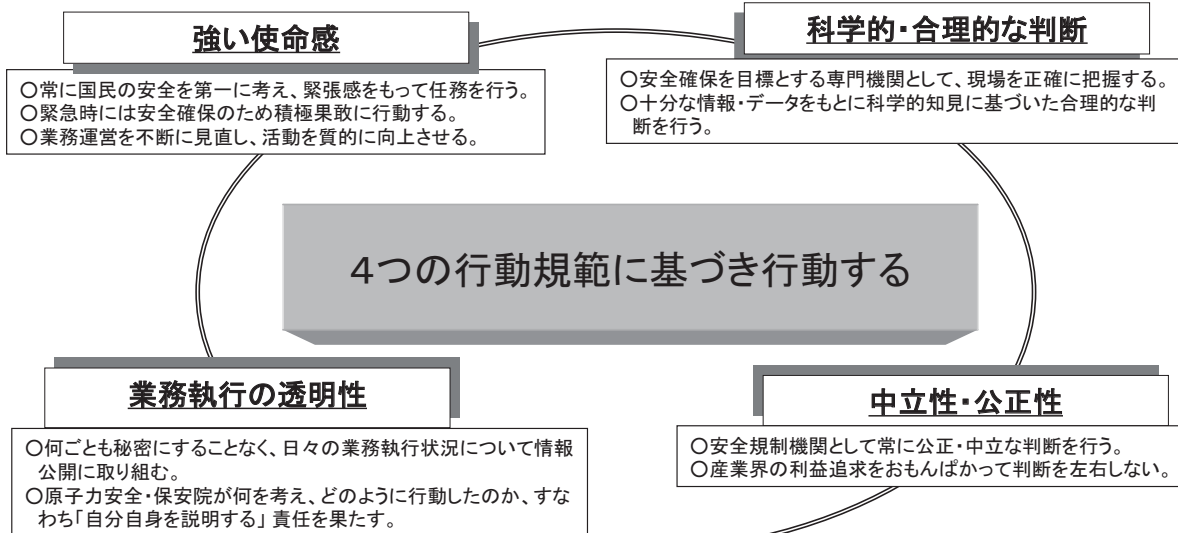 強い使命感
○常に国民の安全を第一に考え、緊張感をもって任務を行う。
○緊急時には安全確保のため積極果敢に行動する。
○業務運営を不断に見直し、活動を質的に向上させる。
科学的・合理的な判断
○安全確保を目標とする専門機関として、現場を正確に把握する。
○十分な情報・データをもとに科学的知見に基づいた合理的な判
断を行う。
4つの行動規範に基づき行動する
業務執行の透明性
○何ごとも秘密にすることなく、日々の業務執行状況について情報
公開に取り組む。
○原子力安全・保安院が何を考え、どのように行動したのか、すな
わち「自分自身を説明する」責任を果たす。
中立性・公正性
○安全規制機関として常に公正・中立な判断を行う。
○産業界の利益追求をおもんぱかって判断を左右しない。